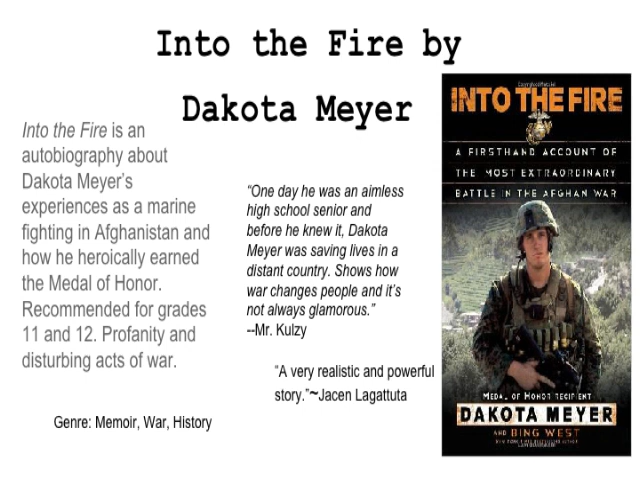 Into the Fire by
Dakota Meyer
Into the Fire is an
autobiography about
Dakota Meyer's
experiences as a marine
fighting in Afghanistan and
how he heroically earned
the Medal of Honor.
Recommended for grades
11 and 12. Profanity and
disturbing acts of war.
Genre: Memoir, War, History
“One day he was an aimless
high school senior and
before he knew it, Dakota
Meyer was saving lives in a
distant country. Shows how
war changes people and it's
not always glamorous.”
--Mr. Kulzy
“A very realistic and powerful
story.”~Jacen Lagattuta
INTO THE FIRE
A FIRSTHAND ACCOUNT OF
THE MOST EXTRAORDINARY
BATTLE IN THE AFGHAN WAR
MEDAL OF HONOR RECIPIENT
DAKOTA MEYER
AND BING WEST